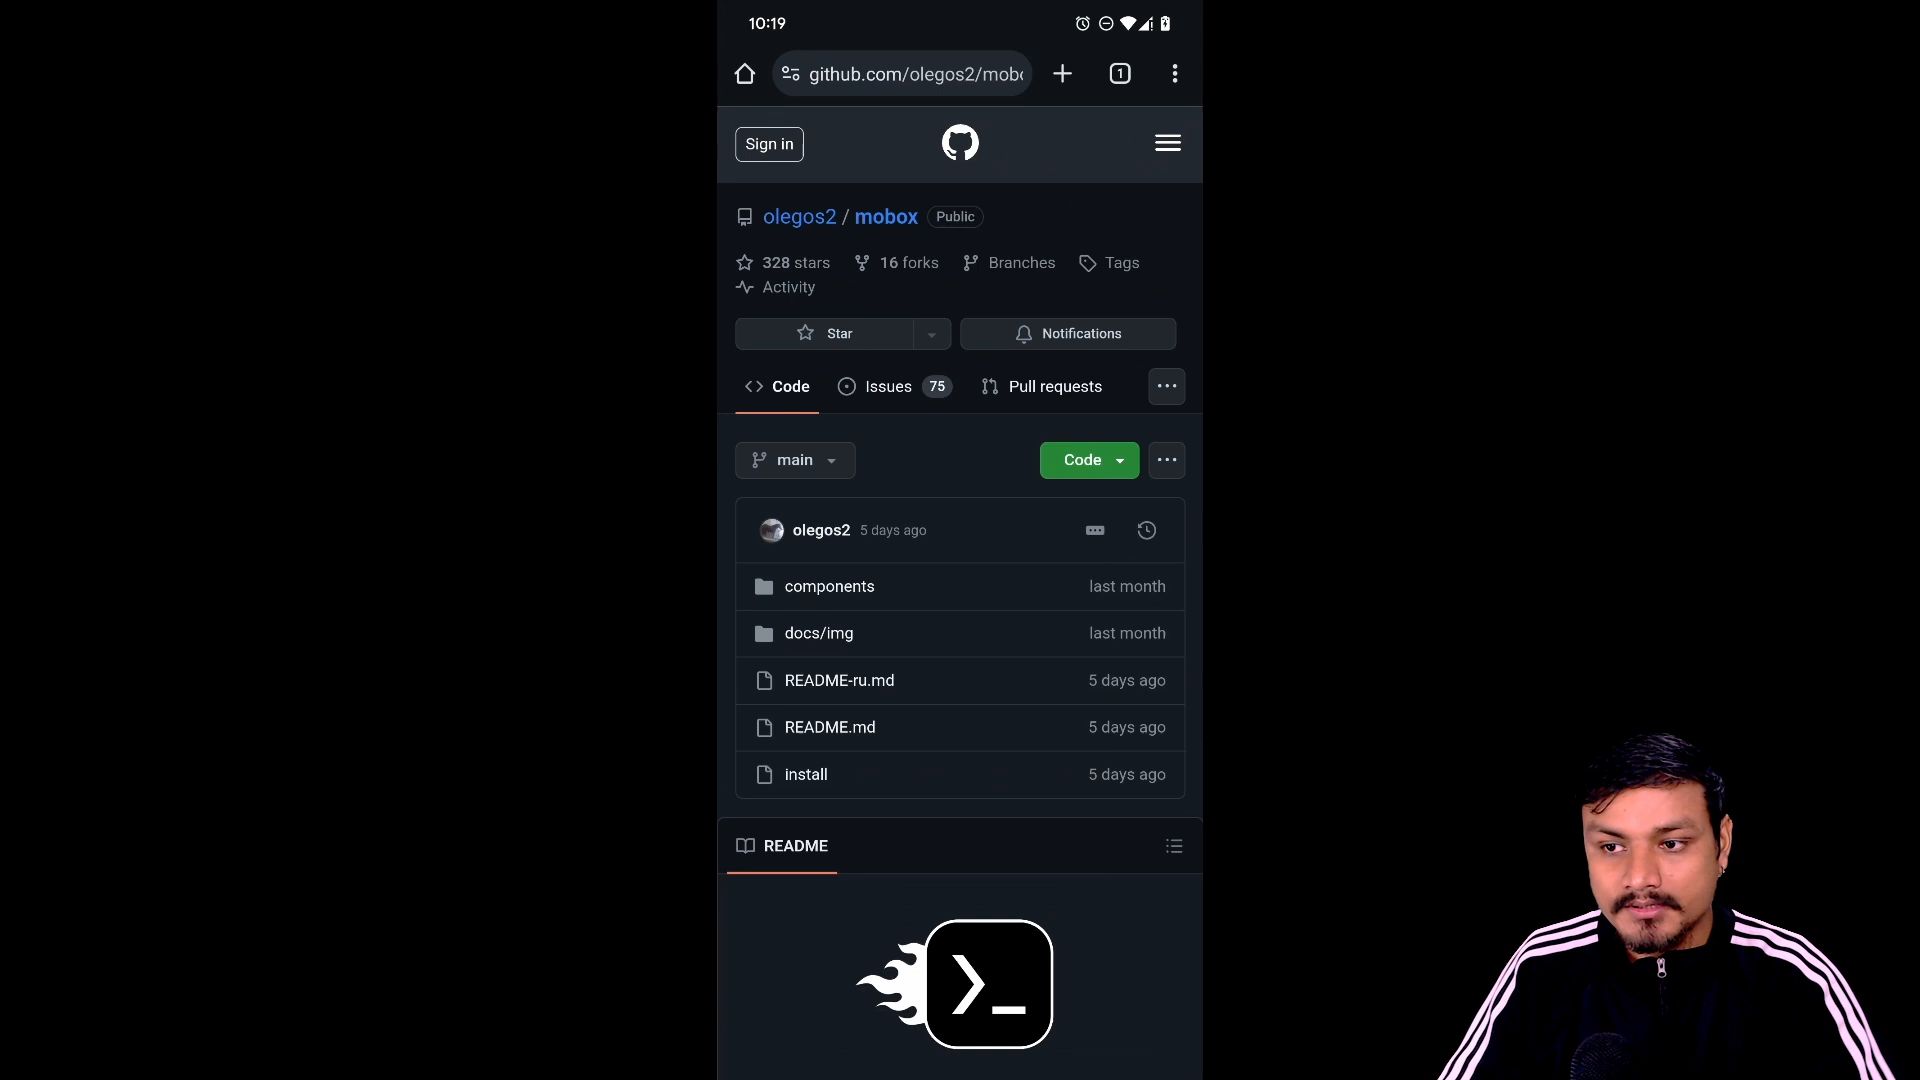 10:19
github.com/olegos2/mob
1
Sign in
olegos2 / mobox Public
328 stars 16 forks Branches Tags
Activity
Star Notifications
Code Issues 75 Pull requests
main Code
olegos2 5 days ago
components last month
docs/img last month
README-ru.md 5 days ago
README.md 5 days ago
install 5 days ago
README